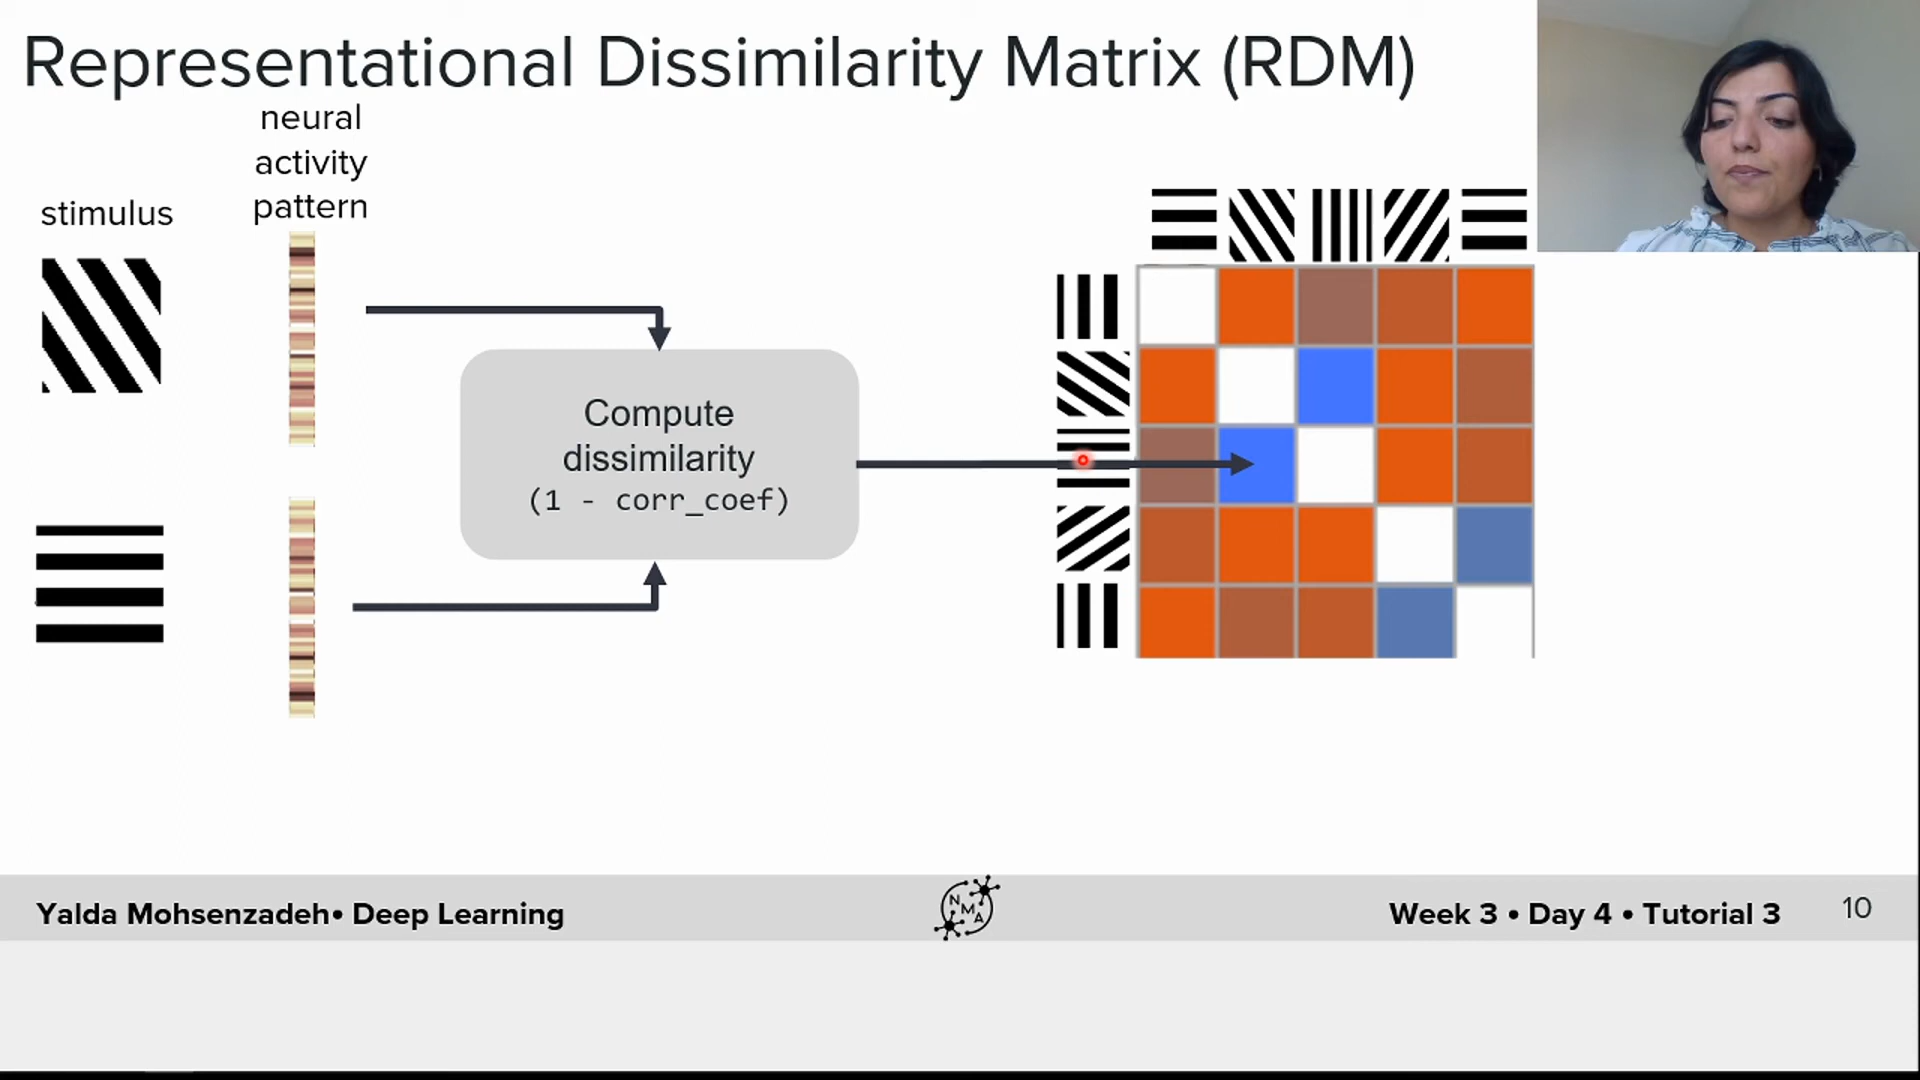 Representational Dissimilarity Matrix (RDM)
neural
activity
pattern
stimulus
Compute
dissimilarity
(1 - corr_coef)
Yalda Mohsenzadeh• Deep Learning
N
M
A
Week 3 • Day 4 • Tutorial 3
10